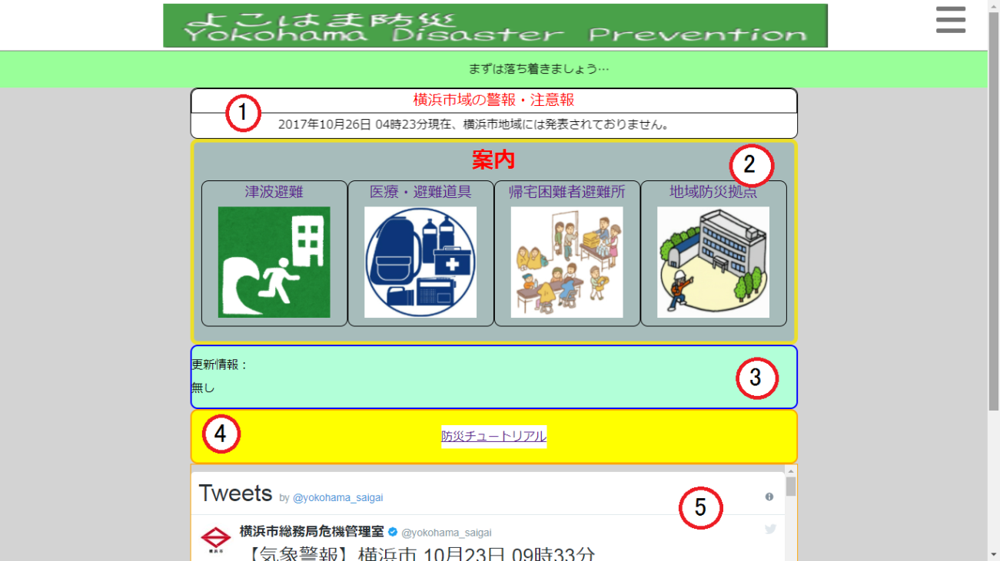 よこはま防災
Yokohama Disaster Prevention
まずは落ち着きましょう…
横浜市域の警報・注意報
1
2017年10月26日 04時23分現在、横浜市地域には発表されておりません。
案内
2
津波避難
医療・避難道具
帰宅困難者避難所
地域防災拠点
更新情報：
3
無し
4
防災チュートリアル
Tweets by @yokohama_saigai
5
横浜市総務局危機管理室 @yokohama_saigai
【気象警報】横浜市 10月23日 09時33分